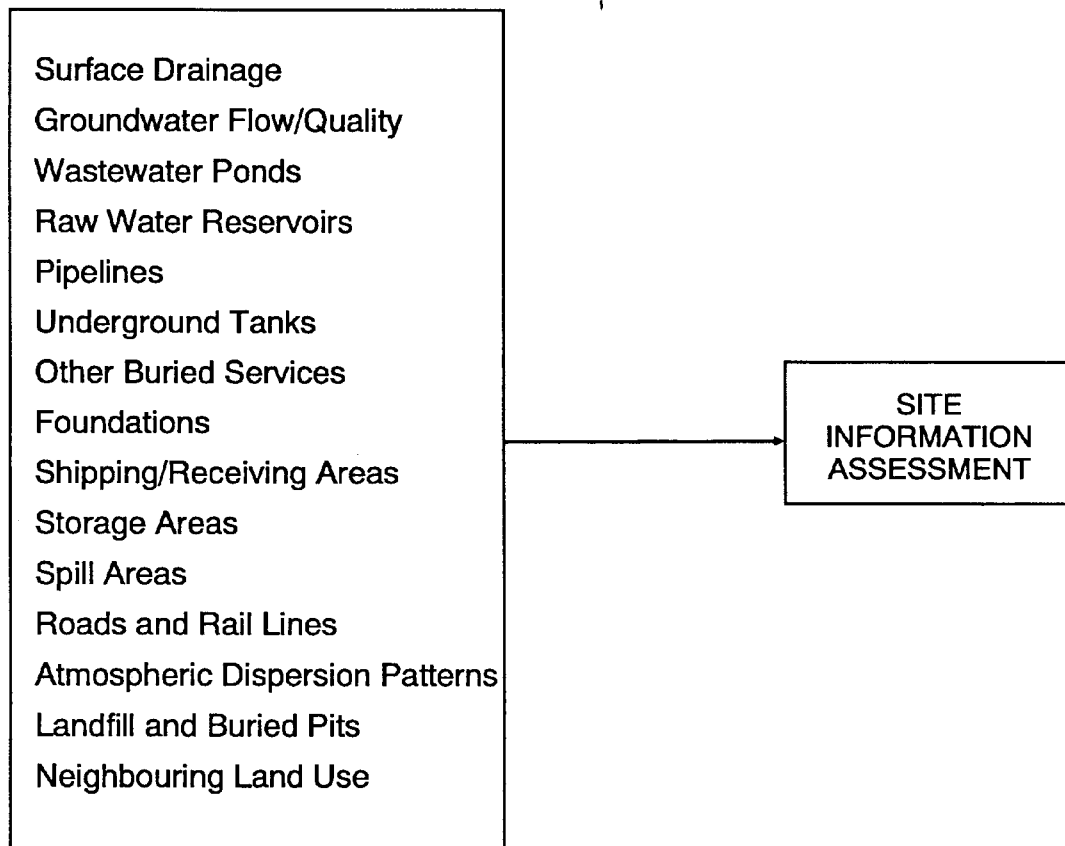 Surface Drainage
Groundwater Flow/Quality
Wastewater Ponds
Raw Water Reservoirs
Pipelines
Underground Tanks
Other Buried Services
Foundations
Shipping/Receiving Areas
Storage Areas
Spill Areas
Roads and Rail Lines
Atmospheric Dispersion Patterns
Landfill and Buried Pits
Neighbouring Land Use
SITE
INFORMATION
ASSESSMENT